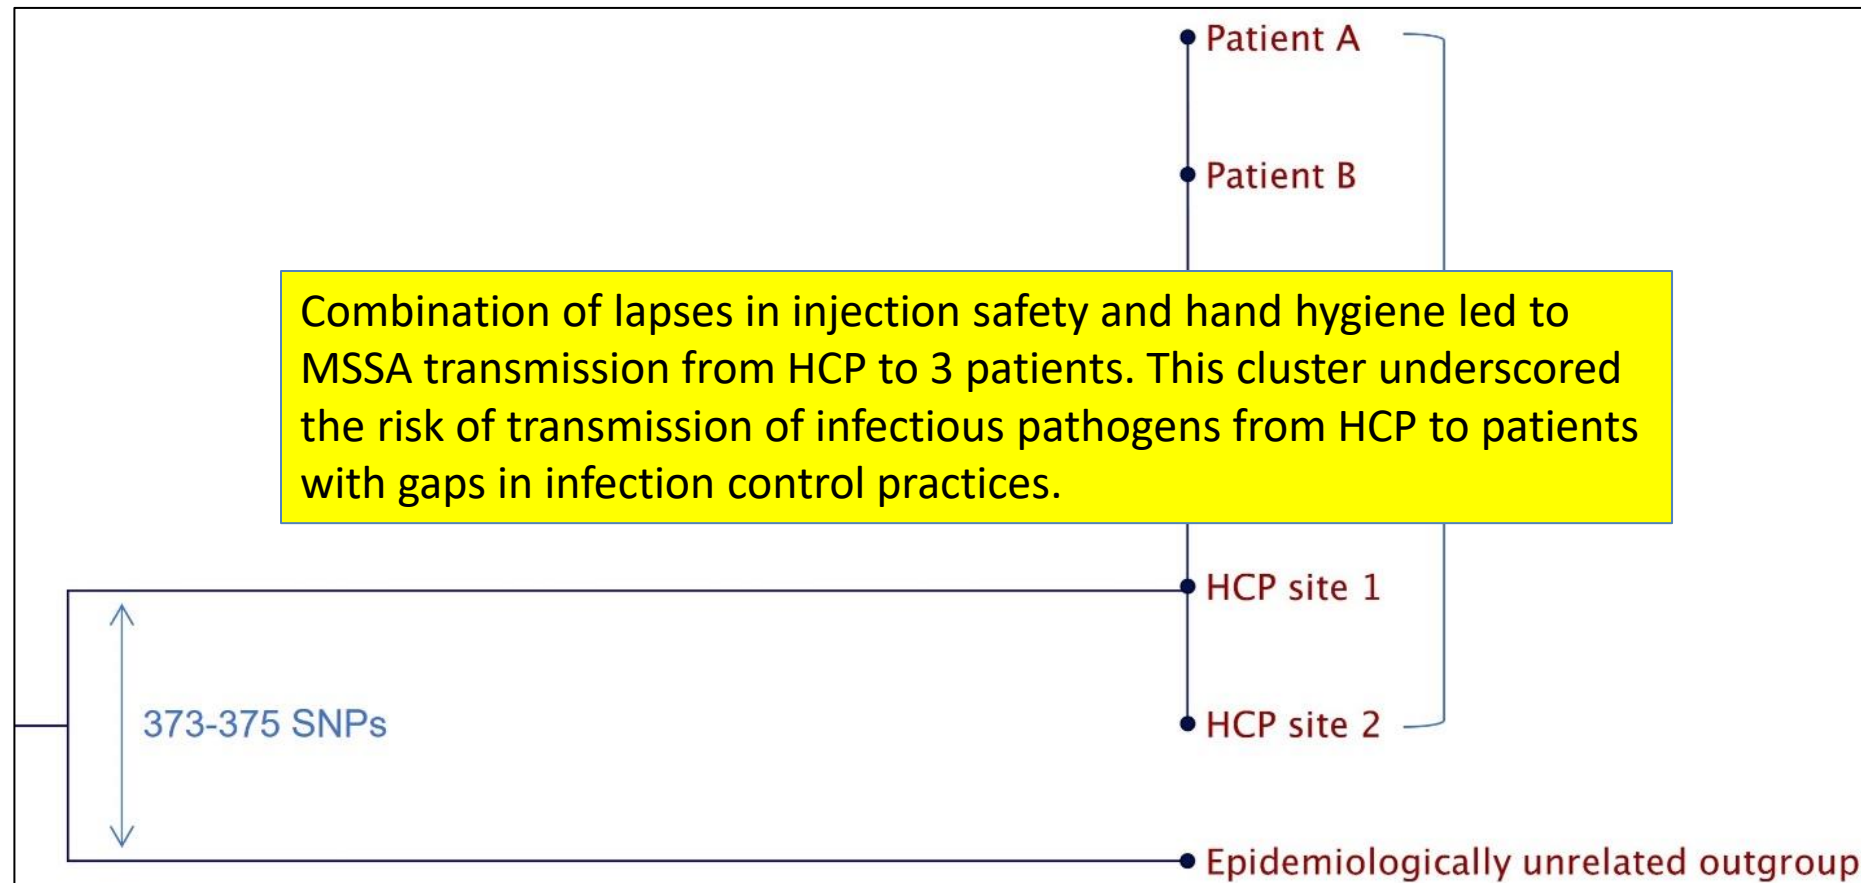 Patient A
Patient B
Combination of lapses in injection safety and hand hygiene led to
MSSA transmission from HCP to 3 patients. This cluster underscored
the risk of transmission of infectious pathogens from HCP to patients
with gaps in infection control practices.
HCP site 1
373-375 SNPs
HCP site 2
Epidemiologically unrelated outgroup